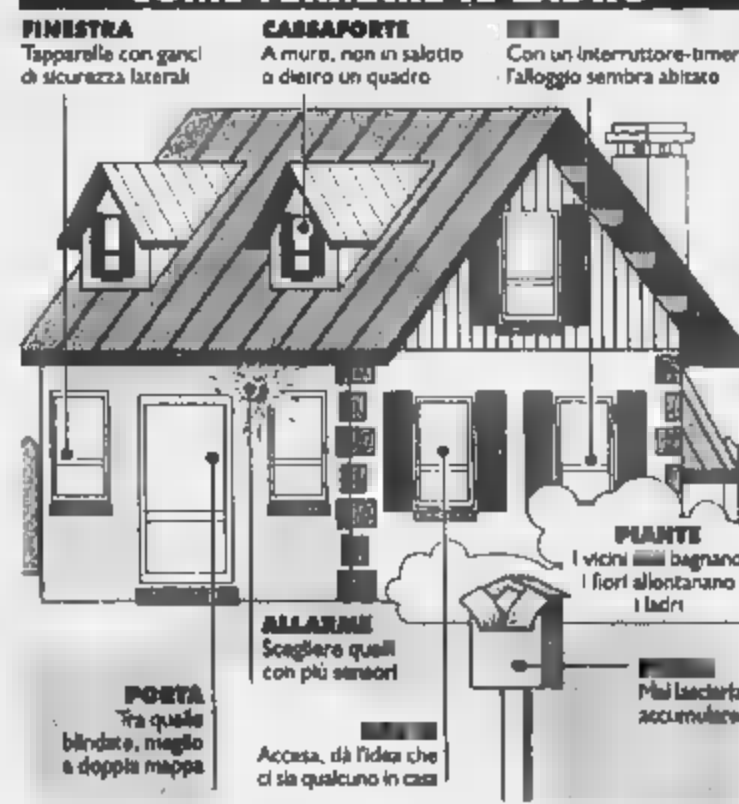 FINESTRA
Tapparelle con ganci
di sicurezza laterali
CASSAFORTE
A muro, non in salotto
o dietro un quadro
Con un interruttore-timer
l'alloggio sembra abitato
PIANTE
I vicini bagnano
i fiori allontanano
i ladri
ALLARME
Scegliere quelli
con più sensori
PORTA
Tra quelle
blindate, meglio
a doppia mappa
Accesa, dà l'idea che
ci sia qualcuno in casa
Mai lasciarla
accumulare